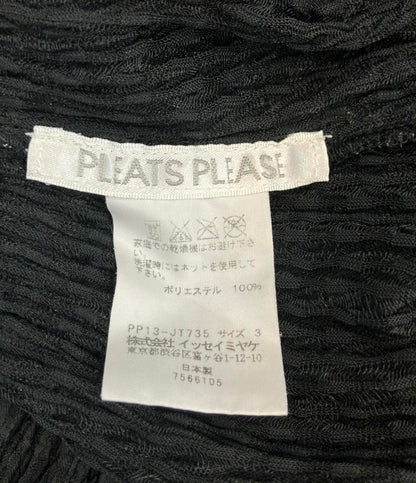 PLEATS PLEASE
家庭での乾燥機はお避け下さ
い。
洗濯時にはネットを使用して
下さい。
ポリエステル 100%
PP13-JT735 サイズ 3
株式会社 イッセイミヤケ
東京都渋谷区富ヶ谷1-12-10
日本製
7566105